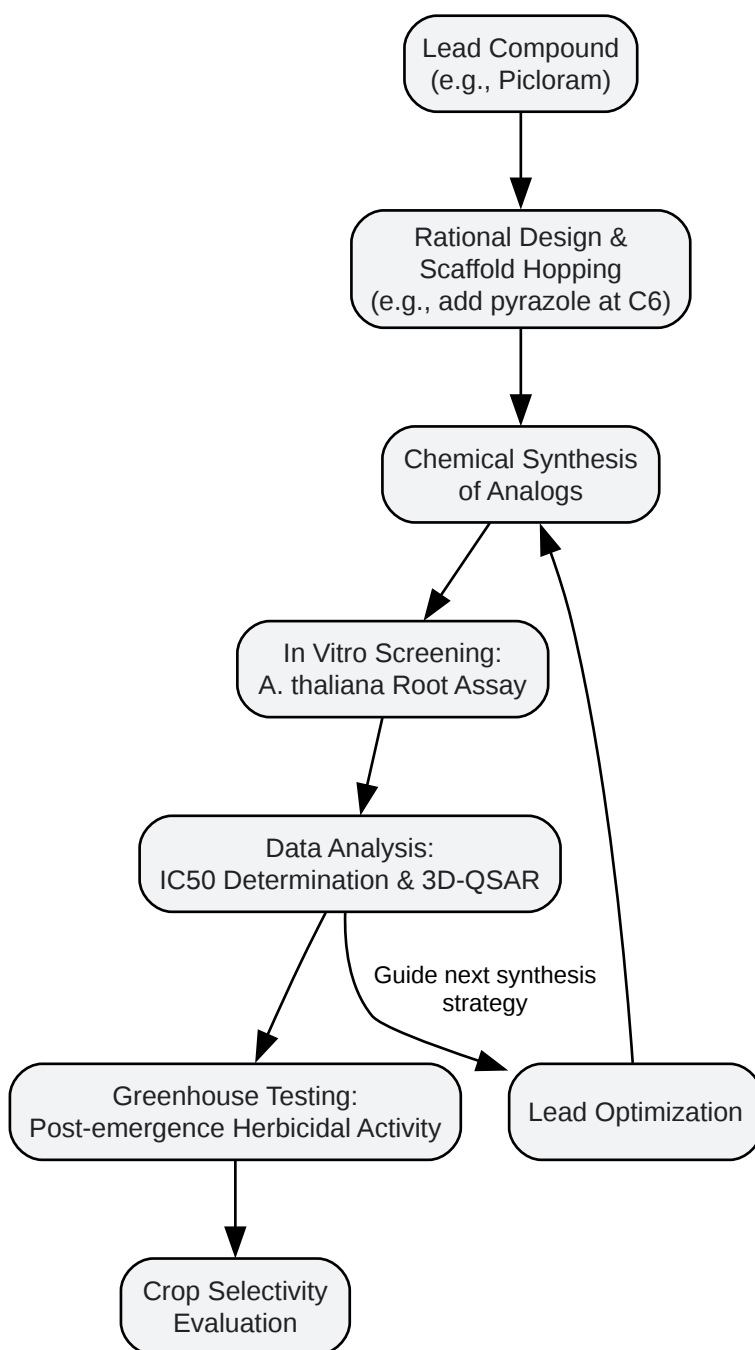 Lead Compound
(e.g., Picloram)
Rational Design &
Scaffold Hopping
(e.g., add pyrazole at C6)
Chemical Synthesis
of Analogs
In Vitro Screening:
A. thaliana Root Assay
Data Analysis:
IC50 Determination & 3D-QSAR
Guide next synthesis
strategy
Greenhouse Testing:
Post-emergence Herbicidal Activity
Lead Optimization
Crop Selectivity
Evaluation